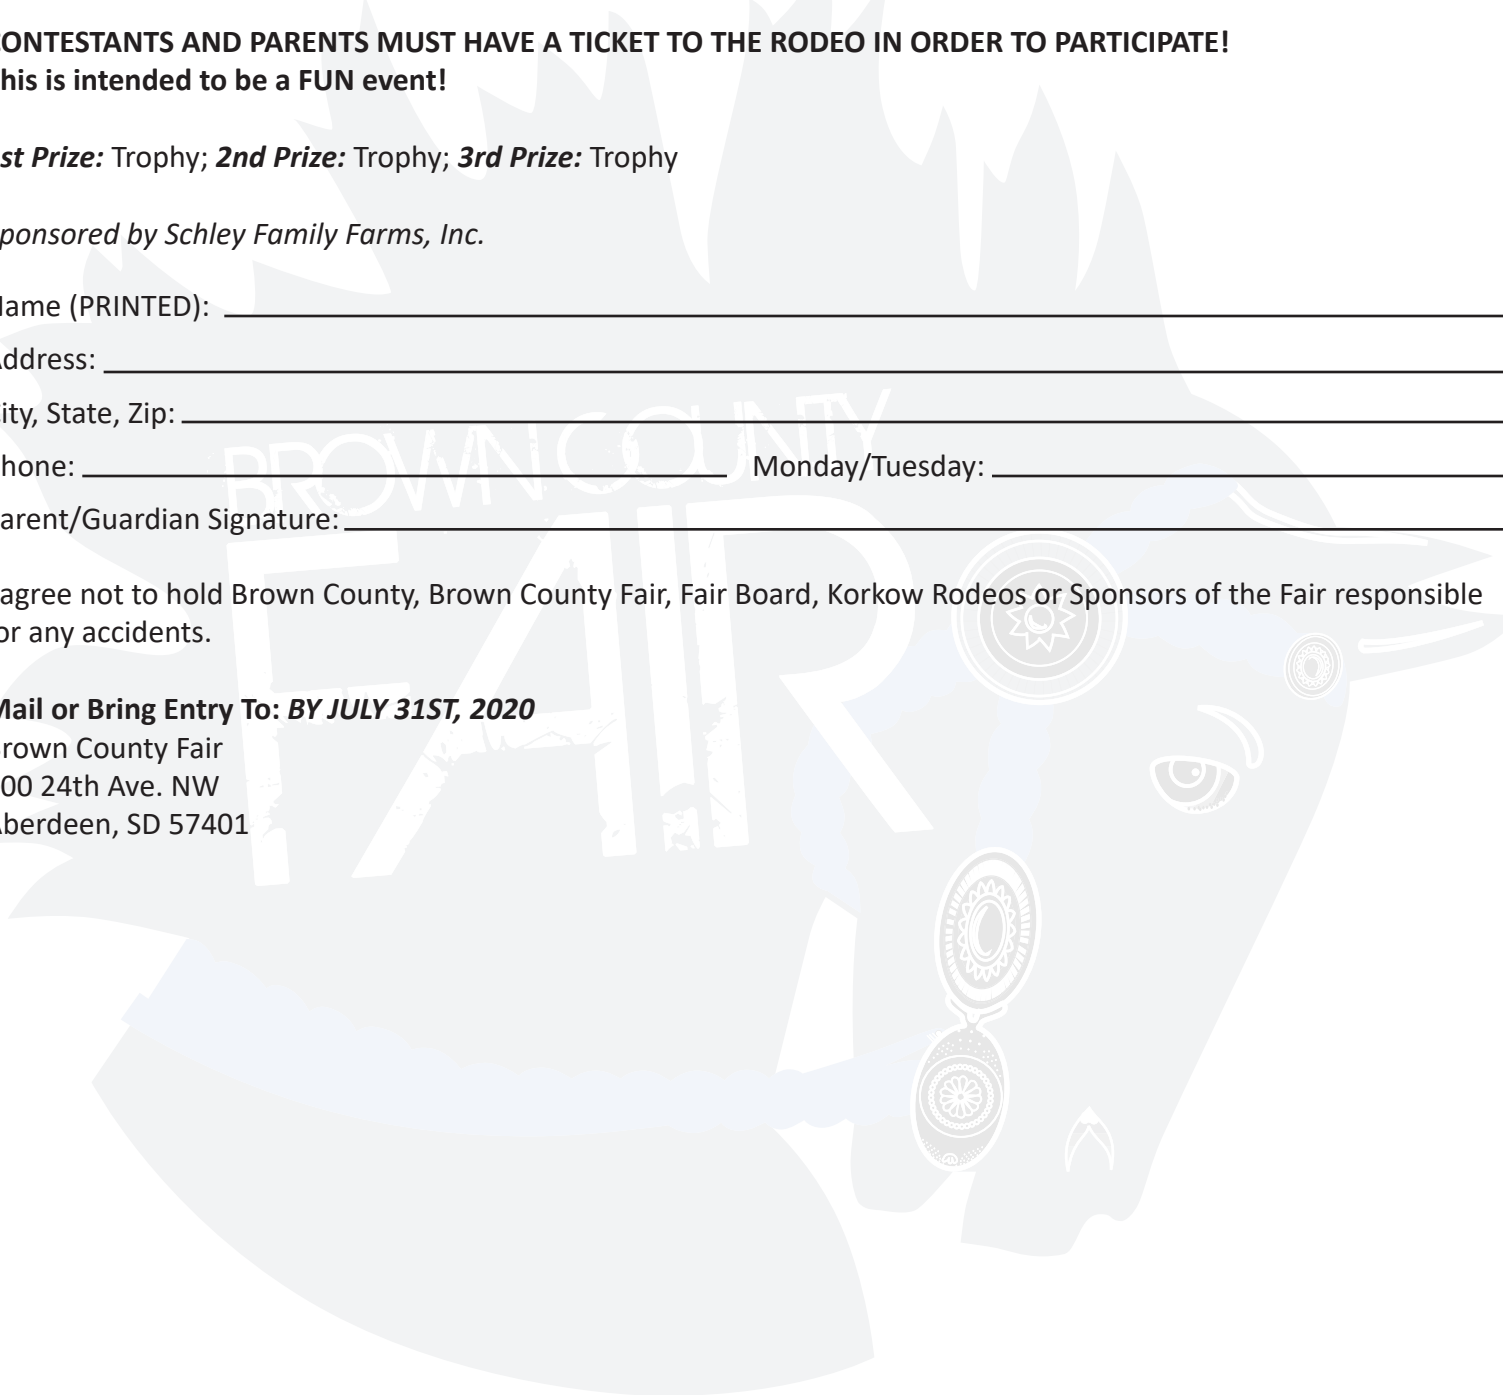 ONTESTANTS AND PARENTS MUST HAVE A TICKET TO THE RODEO IN ORDER TO PARTICIPATE!
his is intended to be a FUN event!
st Prize: Trophy; 2nd Prize: Trophy; 3rd Prize: Trophy
ponsored by Schley Family Farms, Inc.
ame (PRINTED):
Address:
ity, State, Zip:
hone: Monday/Tuesday:
arent/Guardian Signature:
agree not to hold Brown County, Brown County Fair, Fair Board, Korkow Rodeos or Sponsors of the Fair responsible
or any accidents.
Mail or Bring Entry To: BY JULY 31ST, 2020
rown County Fair
00 24th Ave. NW
Aberdeen, SD 57401
BROWN COUNTY
FAIR